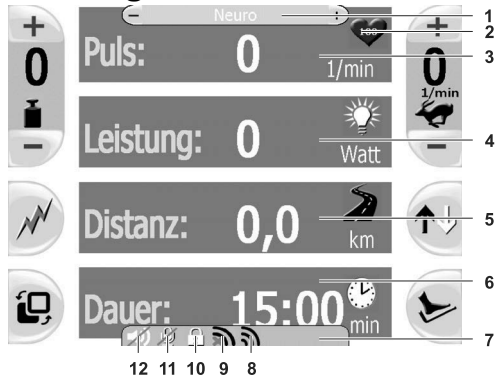 – Neuro +
1
180
2
+ 0 –
Puls: 0 1/min
3
+ 0 1/min –
Leistung: 0 Watt
4
Distanz: 0,0 km
5
Dauer: 15:00 min
6
7
12 11 10 9 8